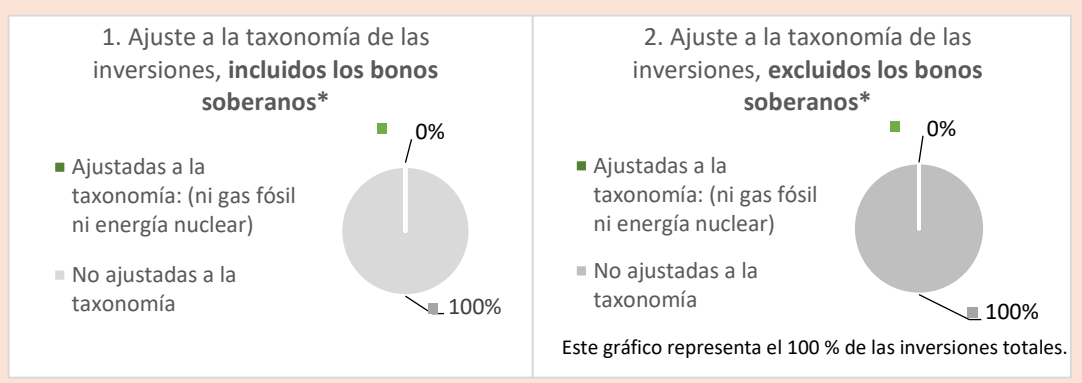 1. Ajuste a la taxonomía de las
inversiones, incluidos los bonos
soberanos*
0%
Ajustadas a la
taxonomía: (ni gas fósil
ni energía nuclear)
No ajustadas a la
taxonomía
100%
2. Ajuste a la taxonomía de las
inversiones, excluidos los bonos
soberanos*
0%
Ajustadas a la
taxonomía: (ni gas fósil
ni energía nuclear)
No ajustadas a la
taxonomía
100%
Este gráfico representa el 100 % de las inversiones totales.